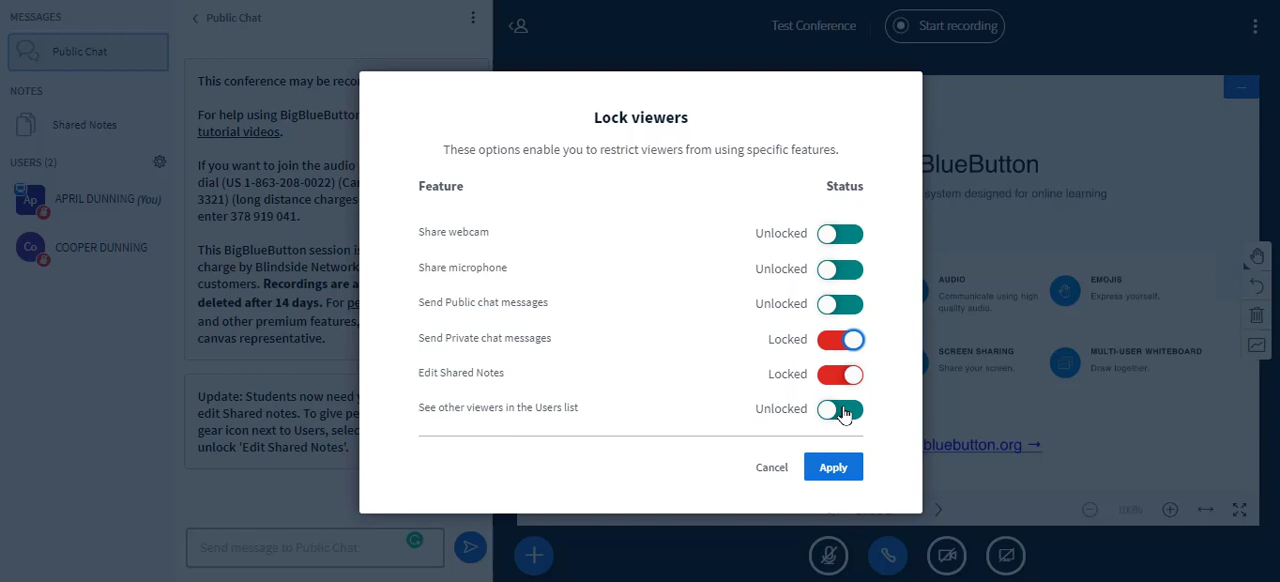 MESSAGES
Public Chat
NOTES
Shared Notes
USERS (2)
Ap
APRIL DUNNING (You)
Co
COOPER DUNNING
Public Chat
This conference may be reco
For help using BigBlueButton
tutorial videos.
If you want to join the audio
dial (US 1-863-208-0022) (Ca
3321) (long distance charges
enter 378 919 041.
This BigBlueButton session i
charge by Blindside Network
customers. Recordings are a
deleted after 14 days. For pe
and other premium features,
canvas representative.
Update: Students now need
edit Shared notes. To give pe
gear icon next to Users, selec
unlock 'Edit Shared Notes'.
Send message to Public Chat
Test Conference
Start recording
Lock viewers
These options enable you to restrict viewers from using specific features.
Feature Status
Share webcam Unlocked
Share microphone Unlocked
Send Public chat messages Unlocked
Send Private chat messages Locked
Edit Shared Notes Locked
See other viewers in the Users list Unlocked
Cancel Apply
BlueButton
system designed for online learning
AUDIO
Communicate using high
quality audio.
EMOJIS
Express yourself.
SCREEN SHARING
Share your screen.
MULTI-USER WHITEBOARD
Draw together.
bluebutton.org →
100%